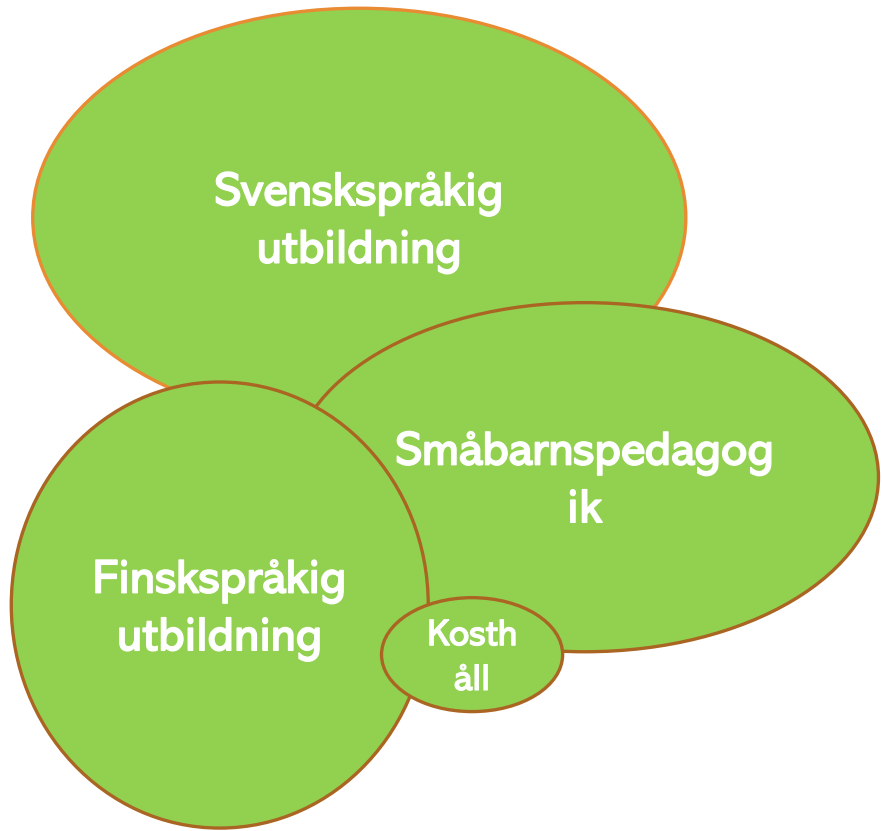 Svenskspråkig
utbildning
Småbarnspedagog
ik
Finskspråkig
utbildning
Kosth
åll